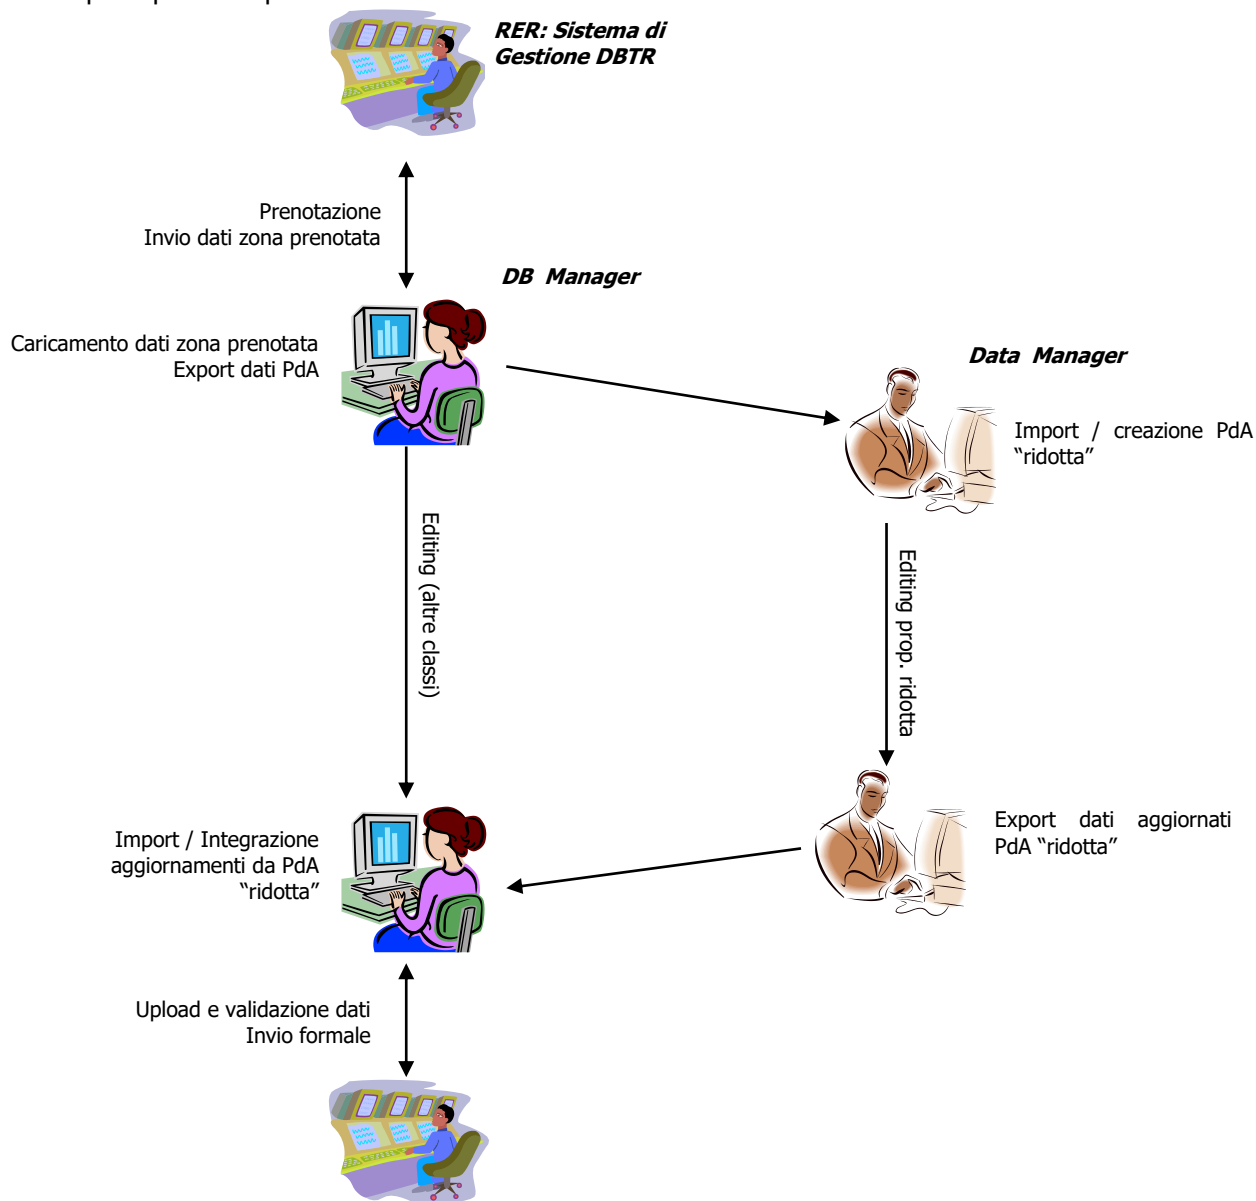 RER: Sistema di
Gestione DBTR
Prenotazione
Invio dati zona prenotata
DB Manager
Caricamento dati zona prenotata
Export dati PdA
Data Manager
Import / creazione PdA
“ridotta”
Editing (altre classi)
Editing prop. ridotta
Import / Integrazione
aggiornamenti da PdA
“ridotta”
Export dati aggiornati
PdA “ridotta”
Upload e validazione dati
Invio formale